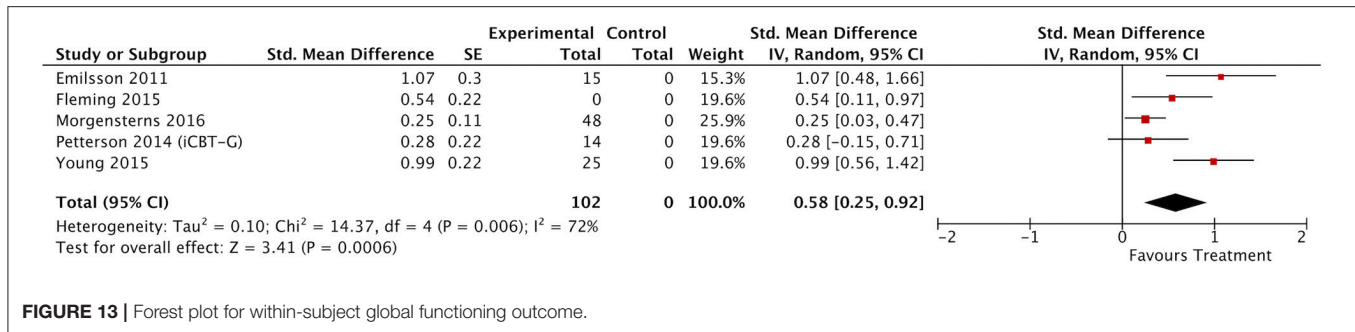 Experimental Control Std. Mean Difference Std. Mean Difference
Study or Subgroup Std. Mean Difference SE Total Total Weight IV, Random, 95% CI IV, Random, 95% CI
Emilsson 2011 1.07 0.3 15 0 15.3% 1.07 [0.48, 1.66]
Fleming 2015 0.54 0.22 0 0 19.6% 0.54 [0.11, 0.97]
Morgensterns 2016 0.25 0.11 48 0 25.9% 0.25 [0.03, 0.47]
Petterson 2014 (iCBT-G) 0.28 0.22 14 0 19.6% 0.28 [-0.15, 0.71]
Young 2015 0.99 0.22 25 0 19.6% 0.99 [0.56, 1.42]
Total (95% CI) 102 0 100.0% 0.58 [0.25, 0.92]
Heterogeneity: Tau² = 0.10; Chi² = 14.37, df = 4 (P = 0.006); I² = 72%
Test for overall effect: Z = 3.41 (P = 0.0006)
-2 -1 0 1 2
Favours Treatment
FIGURE 13 | Forest plot for within-subject global functioning outcome.